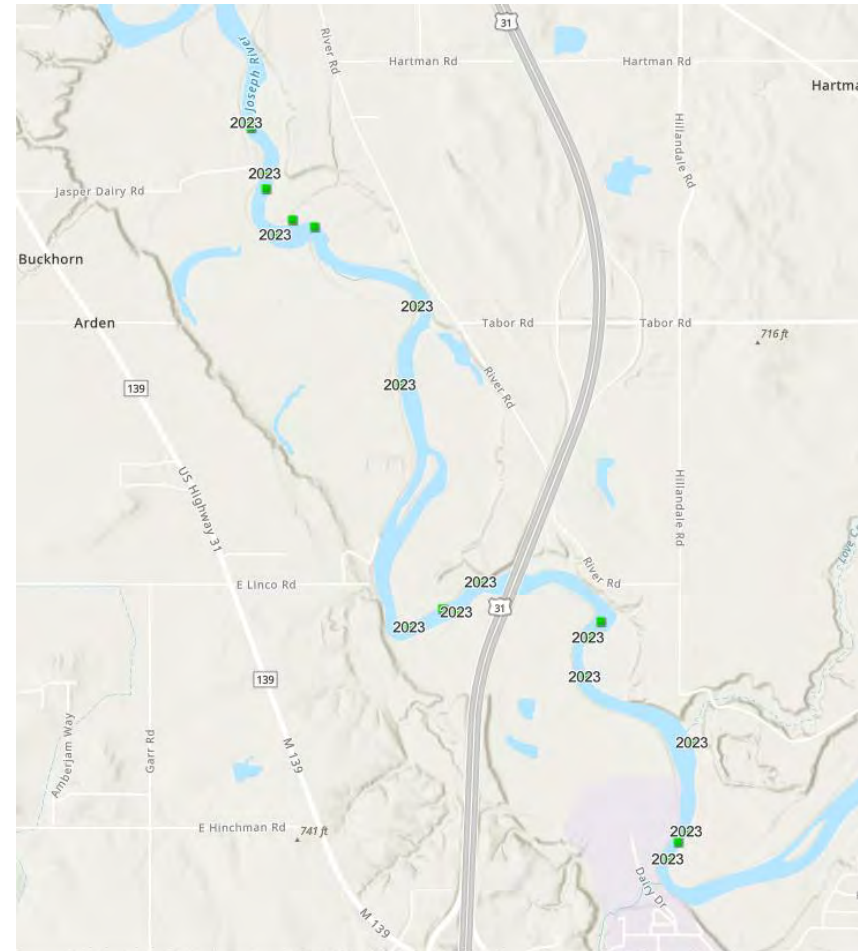 31
River Rd
Hartman Rd
Hartman Rd
Joseph River
Hartma
2023
Hillandale Rd
2023
Jasper Dairy Rd
2023
Buckhorn
2023
Arden
Tabor Rd
Tabor Rd
716 ft
139
2023
River Rd
US Highway 31
Hillandale Rd
Love C
E Linco Rd
2023
River Rd
31
2023
2023
2023
139
2023
Amberjam Way
Garr Rd
M 139
2023
E Hinchman Rd
741 ft
2023
2023
Dairy Dr
M 139